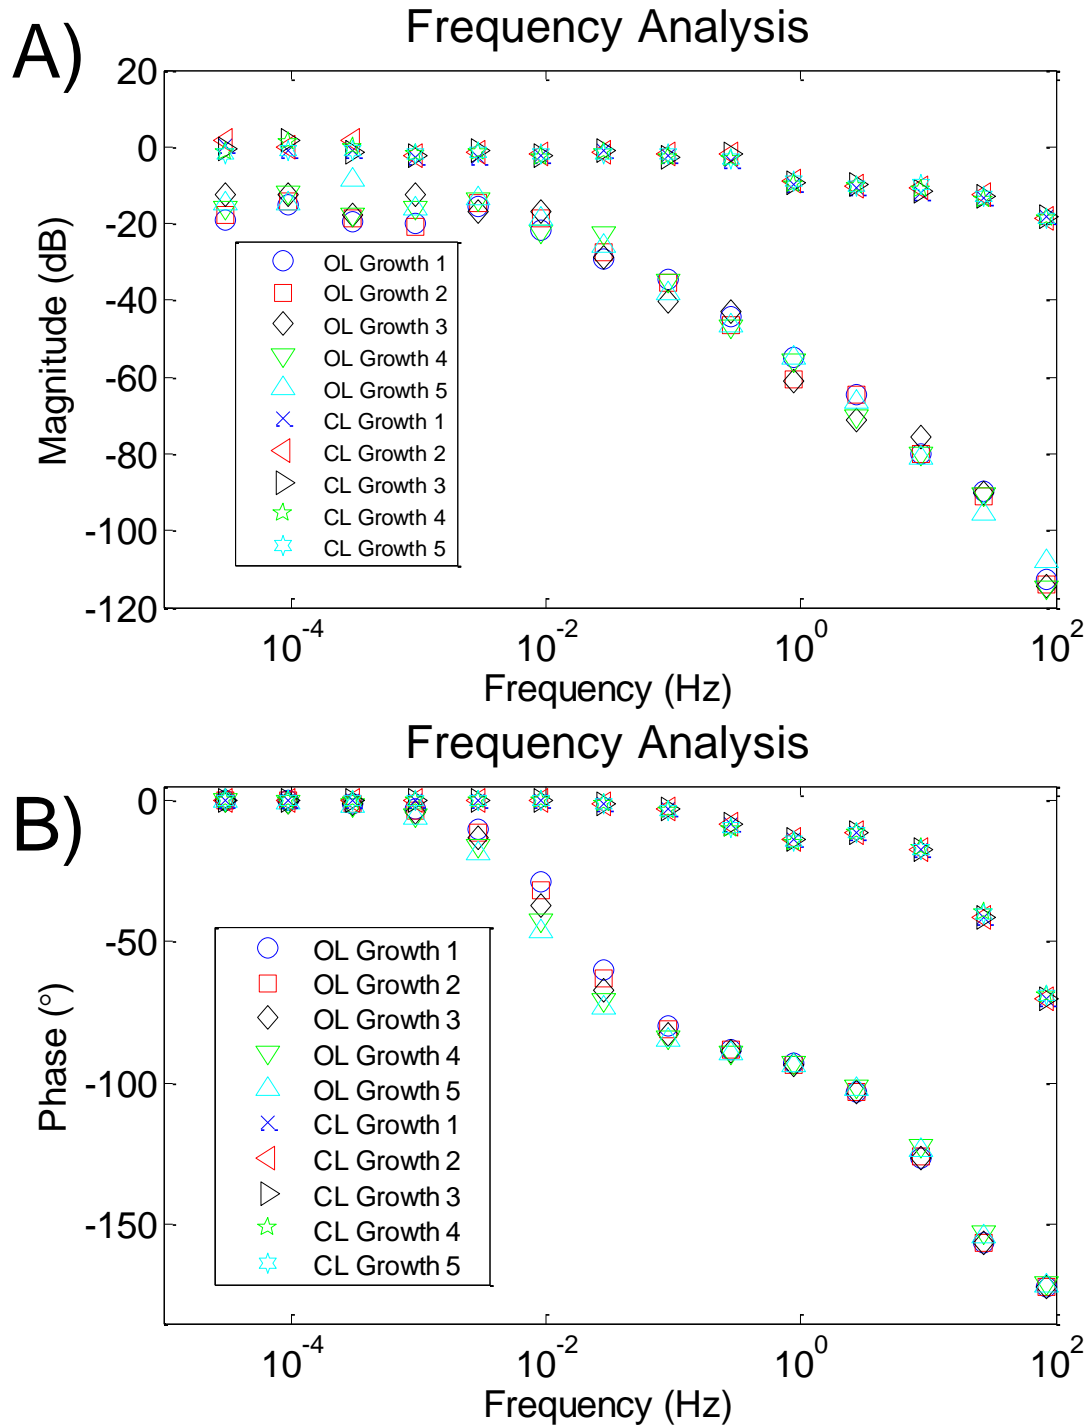 A)
Frequency Analysis
20
0
-20
-40
-60
-80
-100
-120
Magnitude (dB)
OL Growth 1
OL Growth 2
OL Growth 3
OL Growth 4
OL Growth 5
CL Growth 1
CL Growth 2
CL Growth 3
CL Growth 4
CL Growth 5
10^-4
10^-2
10^0
10^2
Frequency (Hz)
B)
Frequency Analysis
0
-50
-100
-150
Phase (°)
OL Growth 1
OL Growth 2
OL Growth 3
OL Growth 4
OL Growth 5
CL Growth 1
CL Growth 2
CL Growth 3
CL Growth 4
CL Growth 5
10^-4
10^-2
10^0
10^2
Frequency (Hz)